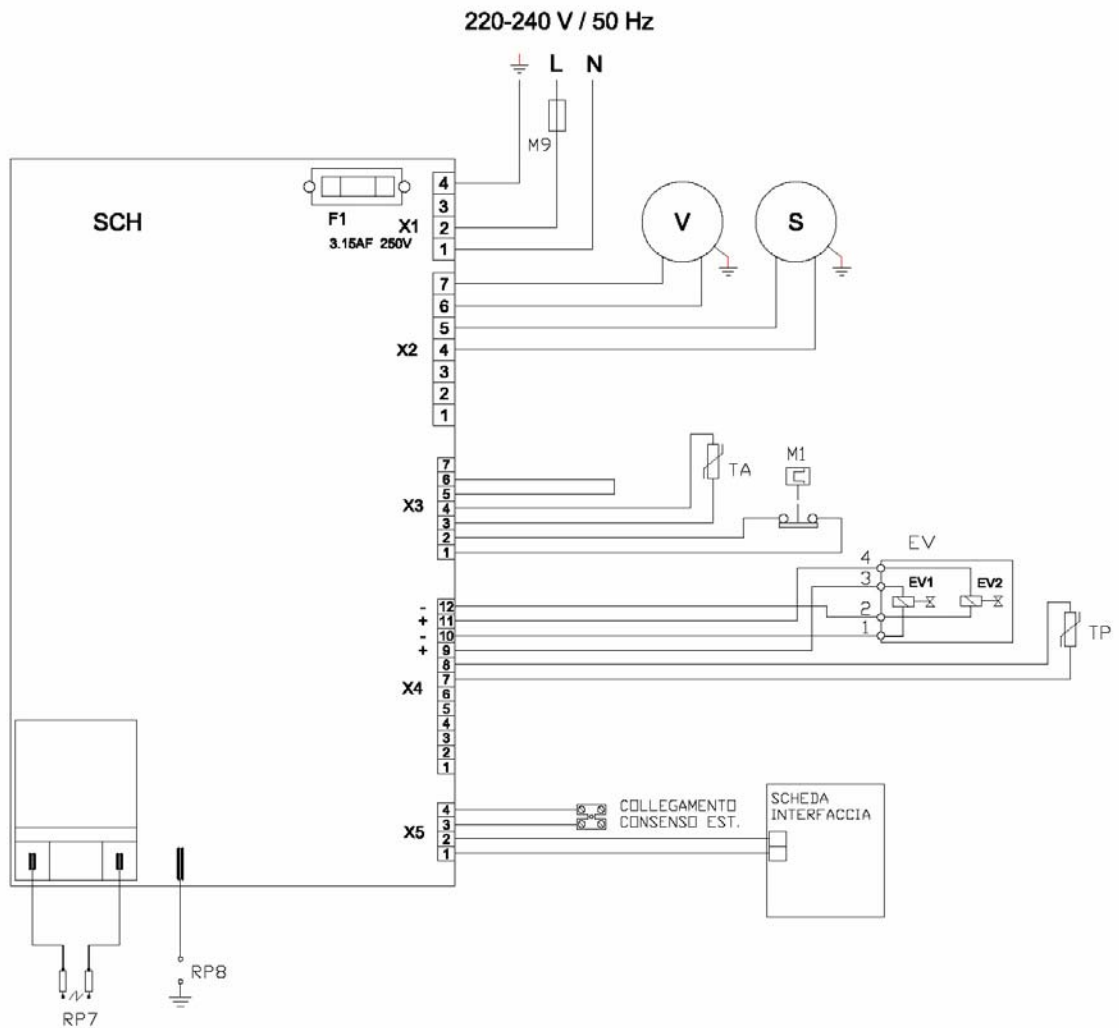 220-240 V / 50 Hz
L N
M9
SCH
F1
3.15AF 250V
X1
4
3
2
1
V
S
X2
7
6
5
4
3
2
1
X3
7
6
5
4
3
2
1
TA
M1
EV
4
3
2
1
EV1
EV2
TP
X4
-
+
-
+
12
11
10
9
8
7
6
5
4
3
2
1
X5
4
3
2
1
COLLEGAMENTO
CONSENSO EST.
SCHEDA
INTERFACCIA
RP8
RP7